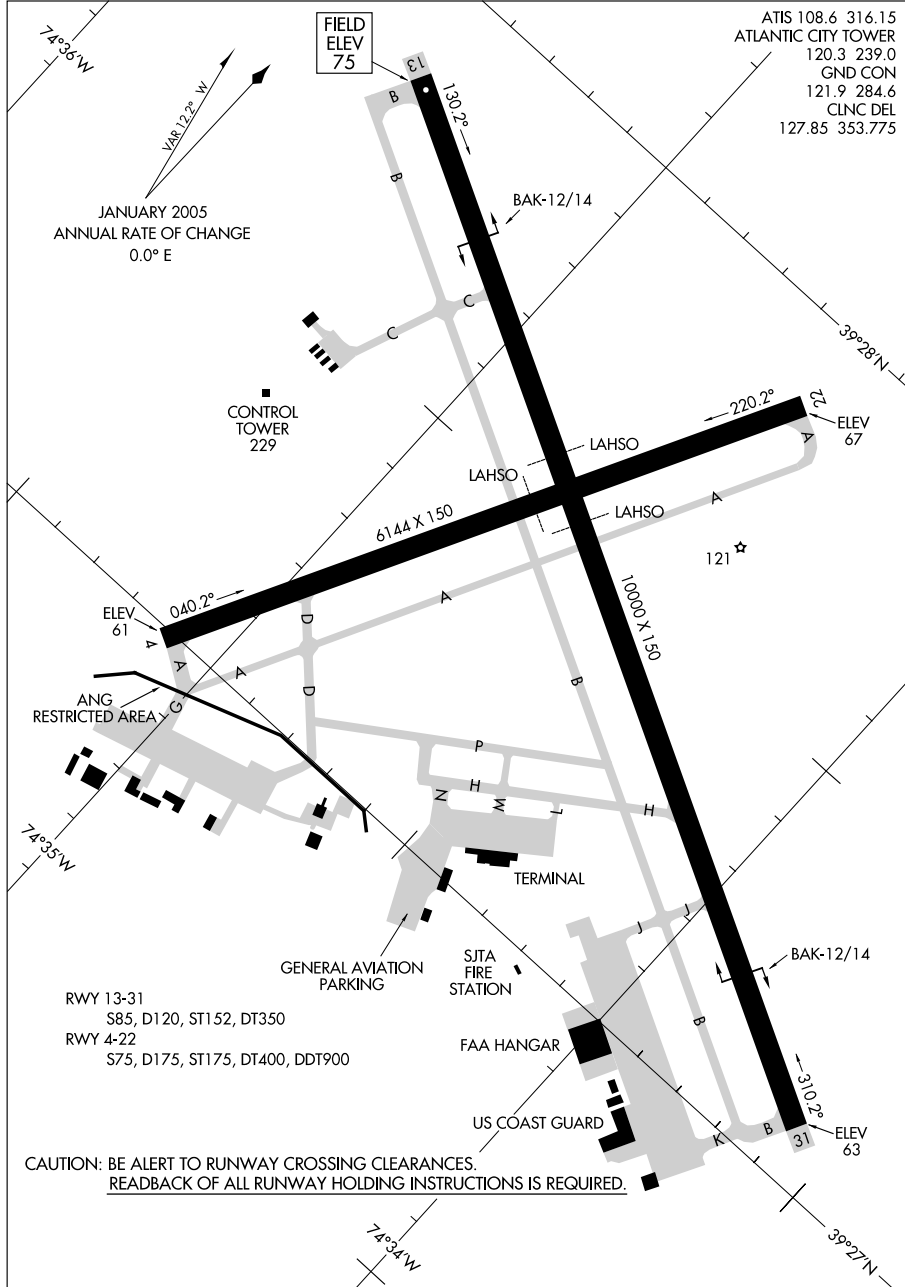 ATIS 108.6 316.15
ATLANTIC CITY TOWER
120.3 239.0
GND CON
121.9 284.6
CLNC DEL
127.85 353.775
FIELD
ELEV
75
74°36'W
VAR 12.2° W
JANUARY 2005
ANNUAL RATE OF CHANGE
0.0° E
13
B
130.2°
B
BAK-12/14
C
C
39°28'N
CONTROL
TOWER
229
22
220.2°
ELEV
67
A
LAHSO
LAHSO
LAHSO
A
6144 X 150
121
10000 X 150
040.2°
ELEV
61
4
D
A
A
A
D
B
G
ANG
RESTRICTED AREA
P
H
N
M
L
H
74°35'W
TERMINAL
J
J
GENERAL AVIATION
PARKING
SJTA
FIRE
STATION
BAK-12/14
RWY 13-31
S85, D120, ST152, DT350
RWY 4-22
S75, D175, ST175, DT400, DDT900
B
FAA HANGAR
310.2°
US COAST GUARD
K
B
31
ELEV
63
CAUTION: BE ALERT TO RUNWAY CROSSING CLEARANCES.
READBACK OF ALL RUNWAY HOLDING INSTRUCTIONS IS REQUIRED.
74°34'W
39°27'N